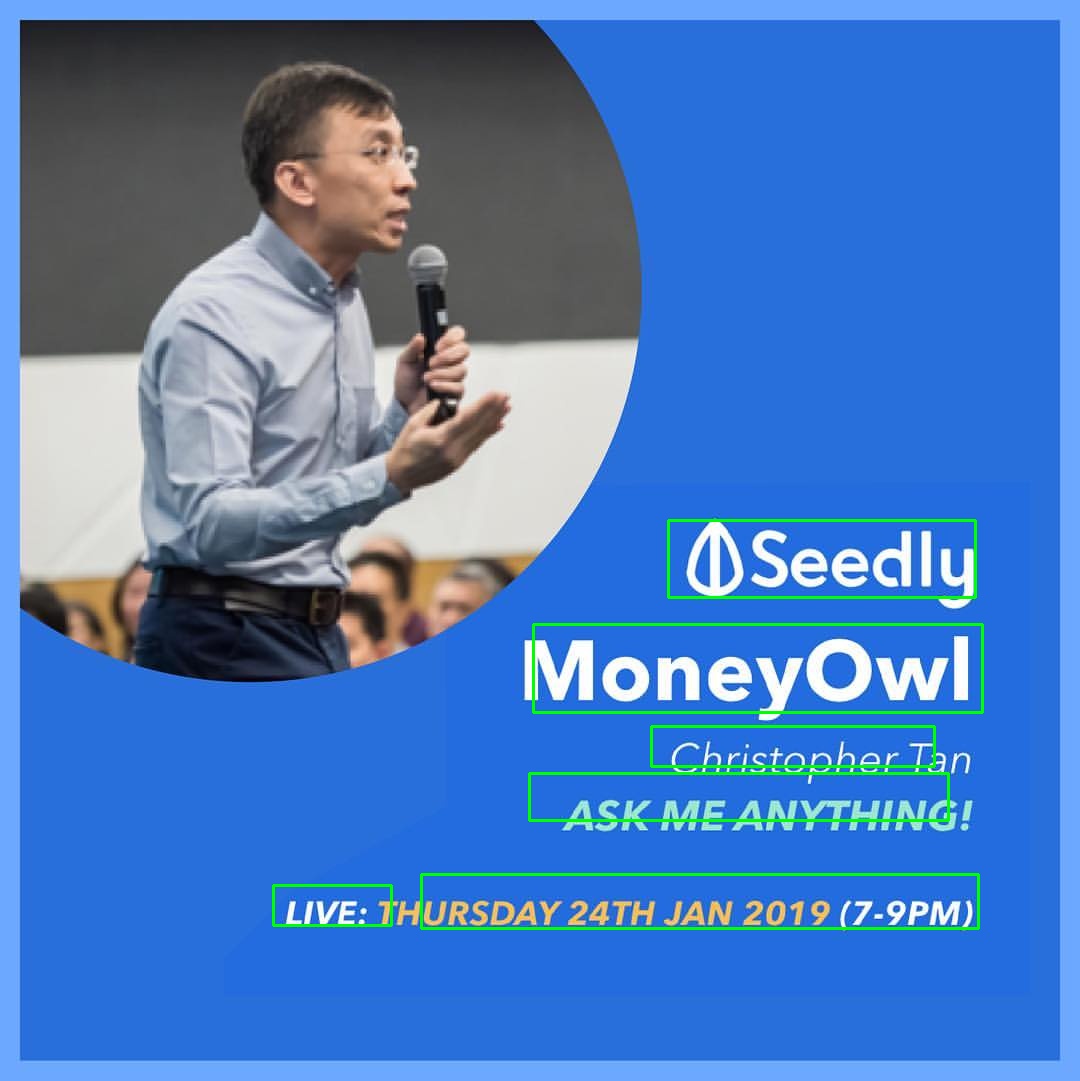 Seedly
MoneyOwl
Christopher Tan
ASK ME ANYTHING!
LIVE: THURSDAY 24TH JAN 2019 (7-9PM)